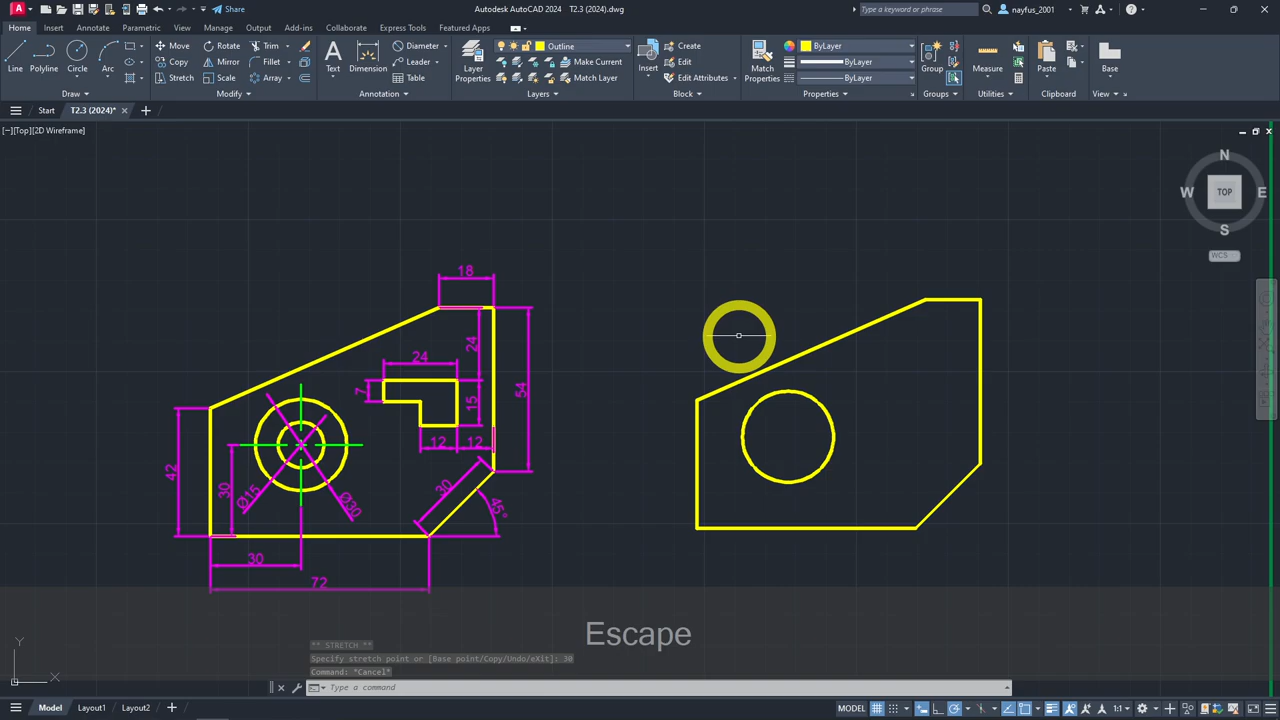 Share
Autodesk AutoCAD 2024 T2.3 (2024).dwg
Type a keyword or phrase
nayfus_2001
Home Insert Annotate Parametric View Manage Output Add-ins Collaborate Express Tools Featured Apps
Line
Polyline
Circle
Arc
Move
Copy
Stretch
Rotate
Mirror
Scale
Trim
Fillet
Array
Text
Dimension
Diameter
Leader
Table
Layer
Properties
Outline
Make Current
Match Layer
Insert
Create
Edit
Edit Attributes
Match
Properties
ByLayer
ByLayer
ByLayer
Group
Measure
Paste
Base
Draw
Modify
Annotation
Layers
Block
Properties
Groups
Utilities
Clipboard
View
Start
T2.3 (2024)*
[−][Top][2D Wireframe]
N
W
TOP
E
S
WCS
18
24
24
54
7
15
12
12
42
30
Ø15
Ø30
30
45°
30
72
Escape
** STRETCH **
Specify stretch point or [Base point/Copy/Undo/eXit]: 30
Command: *Cancel*
Type a command
Y
X
Model Layout1 Layout2
MODEL
1:1